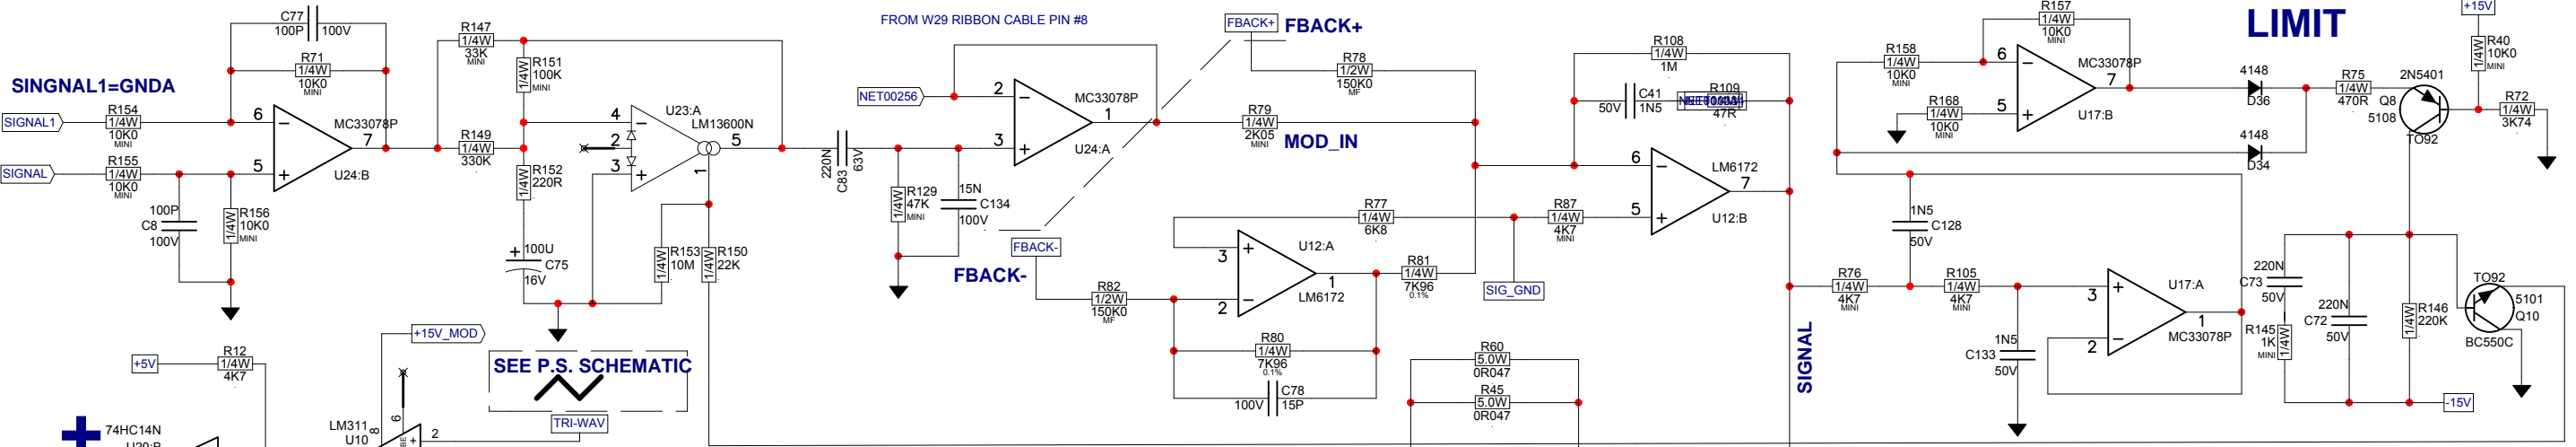 C77
100P 100V
R71
1/4W
10K0
MINI
SINGNAL1=GNDA
SIGNAL1
R154
1/4W
10K0
MINI
SIGNAL
R155
1/4W
10K0
MINI
100P
C8
100V
1/4W
R156
10K0
MINI
6
5
7
MC33078P
U24:B
R147
1/4W
33K
MINI
R149
1/4W
330K
1/4W
R151
100K
MINI
R152
1/4W
220R
100U
C75
16V
U23:A
LM13600N
4
2
3
5
1
R153
1/4W
10M
R150
1/4W
22K
220N
C83
63V
1/4W
R129
47K
MINI
15N
C134
100V
FROM W29 RIBBON CABLE PIN #8
NET00256
2
3
1
MC33078P
U24:A
FBACK+
FBACK+
R78
1/2W
150K0
MF
R79
1/4W
2K05
MINI
MOD_IN
FBACK-
FBACK-
R82
1/2W
150K0
MF
U12:A
3
2
1
LM6172
R77
1/4W
6K8
R81
1/4W
7K96
0.1%
R80
1/4W
7K96
0.1%
100V
C78
15P
SIG_GND
R87
1/4W
4K7
MINI
R108
1/4W
1M
50V
C41
1N5
R109
47R
6
5
7
LM6172
U12:B
R60
5.0W
0R047
R45
5.0W
0R047
SIGNAL
LIMIT
R157
1/4W
10K0
MINI
R158
1/4W
10K0
MINI
R168
1/4W
10K0
MINI
6
5
7
MC33078P
U17:B
4148
D36
4148
D34
R75
1/4W
470R
2N5401
Q8
5108
TO92
+15V
R40
1/4W
10K0
MINI
R72
1/4W
3K74
1N5
C128
50V
R76
1/4W
4K7
MINI
R105
1/4W
4K7
MINI
1N5
C133
50V
3
2
1
U17:A
MC33078P
220N
C73
50V
R145
1K
MINI
1/4W
220N
C72
50V
1/4W
R146
220K
TO92
5101
Q10
BC550C
-15V
+5V
R12
1/4W
4K7
+15V_MOD
SEE P.S. SCHEMATIC
TRI-WAV
LM311
U10
8
6
2
74HC14N